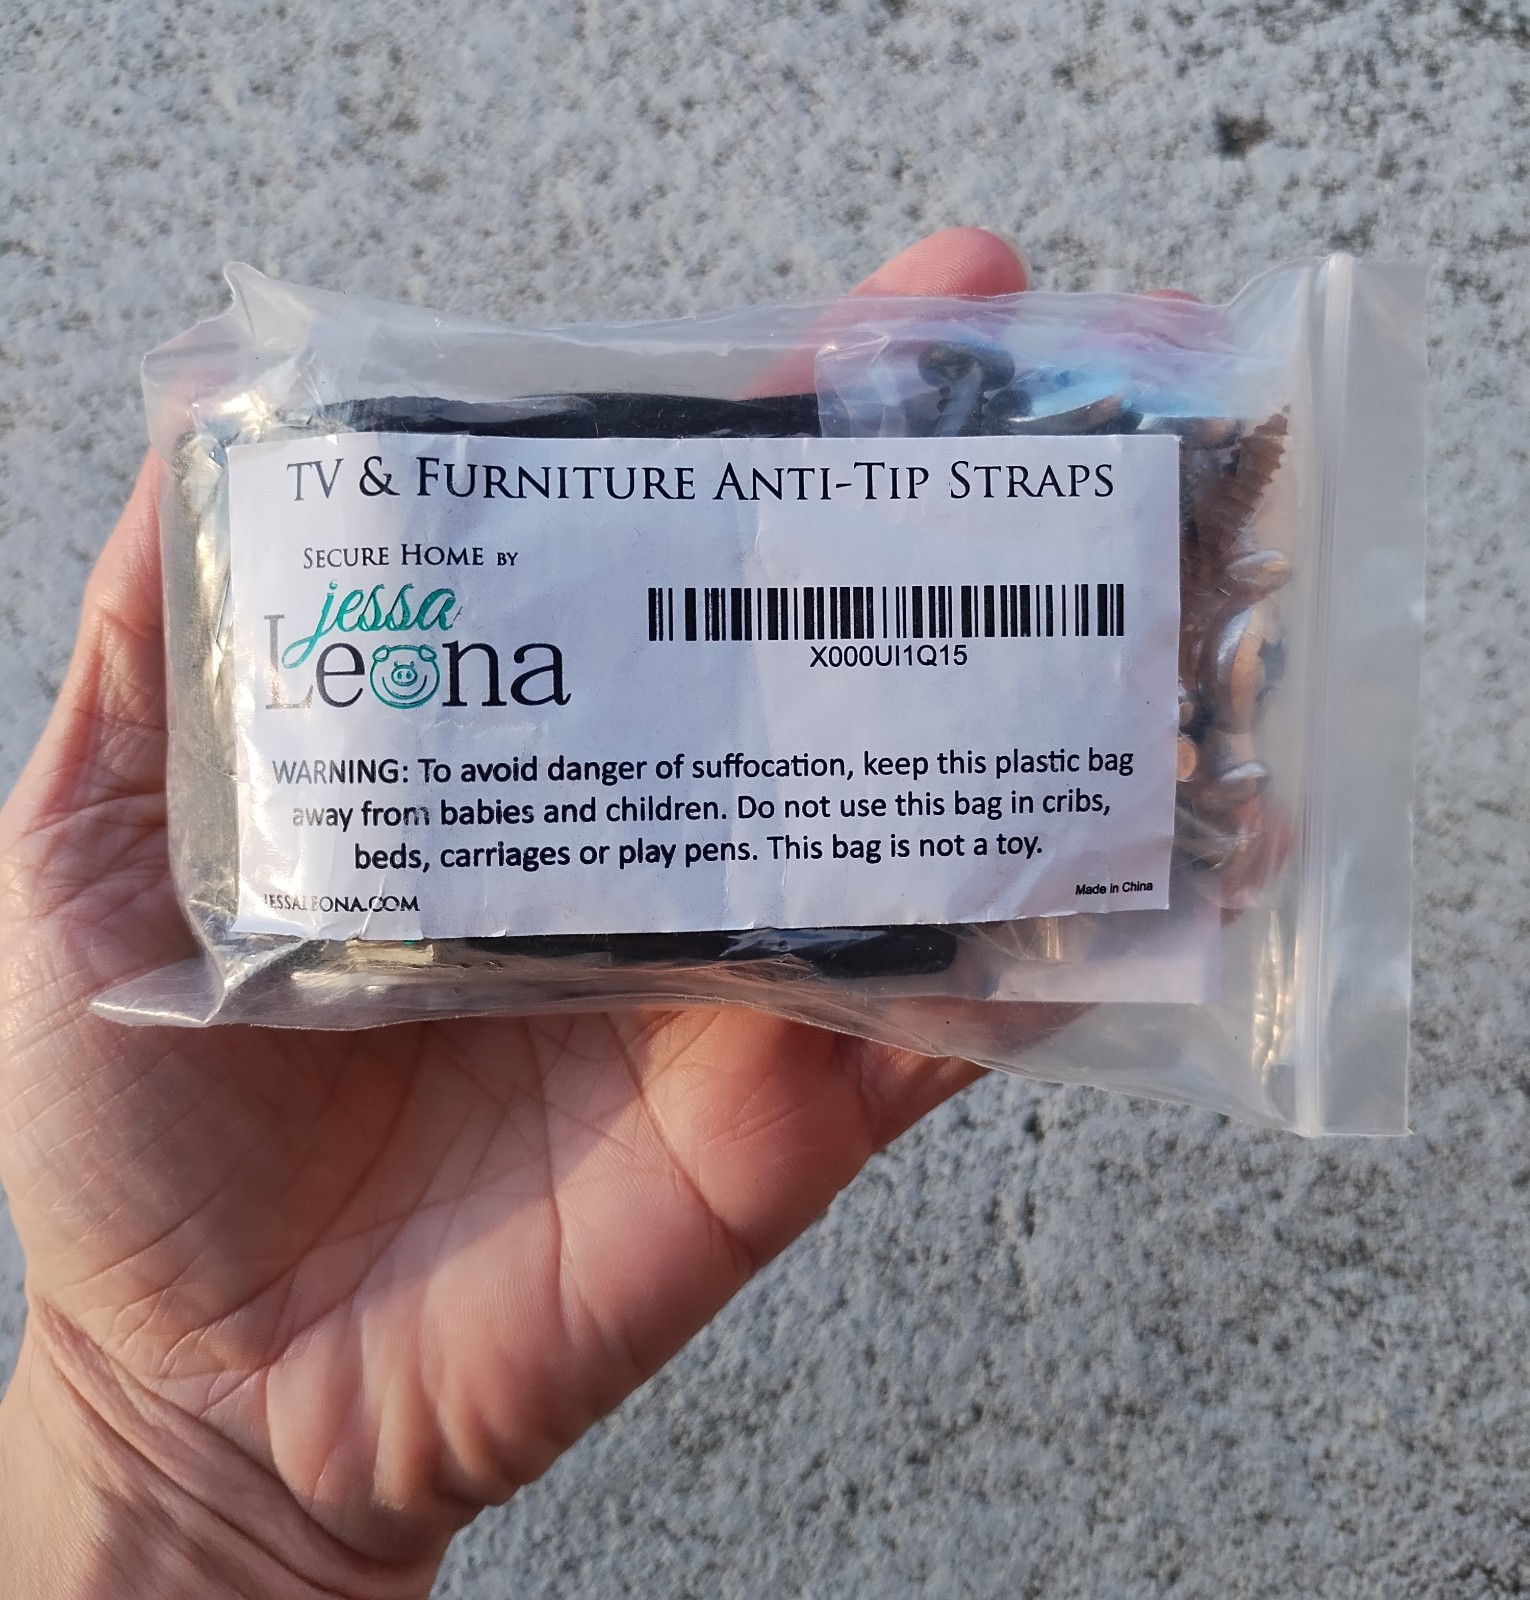 TV & FURNITURE ANTI-TIP STRAPS
SECURE HOME BY
jessa
Leona
X000UI1Q15
WARNING: To avoid danger of suffocation, keep this plastic bag
away from babies and children. Do not use this bag in cribs,
beds, carriages or play pens. This bag is not a toy.
JESSALEONA.COM
Made in China